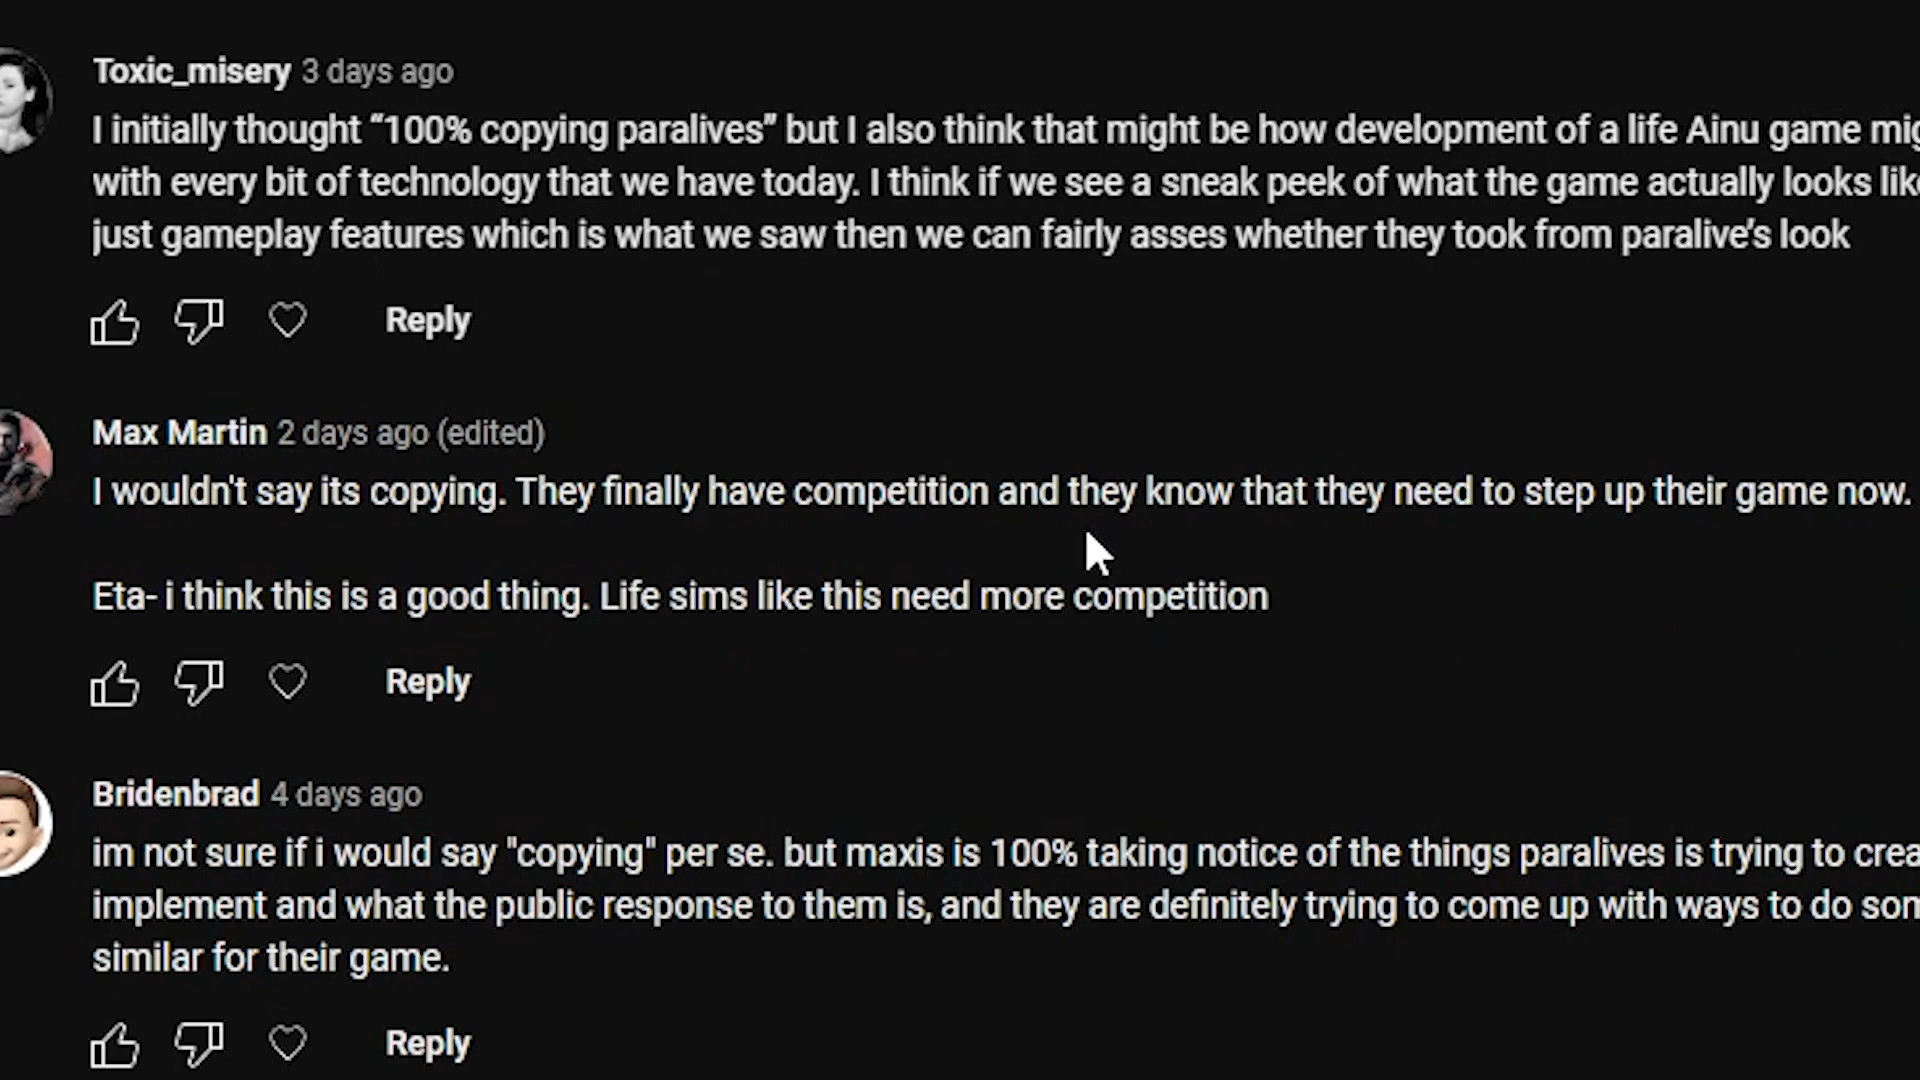 Toxic_misery 3 days ago
I initially thought “100% copying paralives” but I also think that might be how development of a life Ainu game
with every bit of technology that we have today. I think if we see a sneak peek of what the game actually looks
just gameplay features which is what we saw then we can fairly asses whether they took from paralive’s look
Reply
Max Martin 2 days ago (edited)
I wouldn't say its copying. They finally have competition and they know that they need to step up their game now.
Eta- i think this is a good thing. Life sims like this need more competition
Reply
Bridenbrad 4 days ago
im not sure if i would say "copying" per se. but maxis is 100% taking notice of the things paralives is trying to
implement and what the public response to them is, and they are definitely trying to come up with ways to do
similar for their game.
Reply